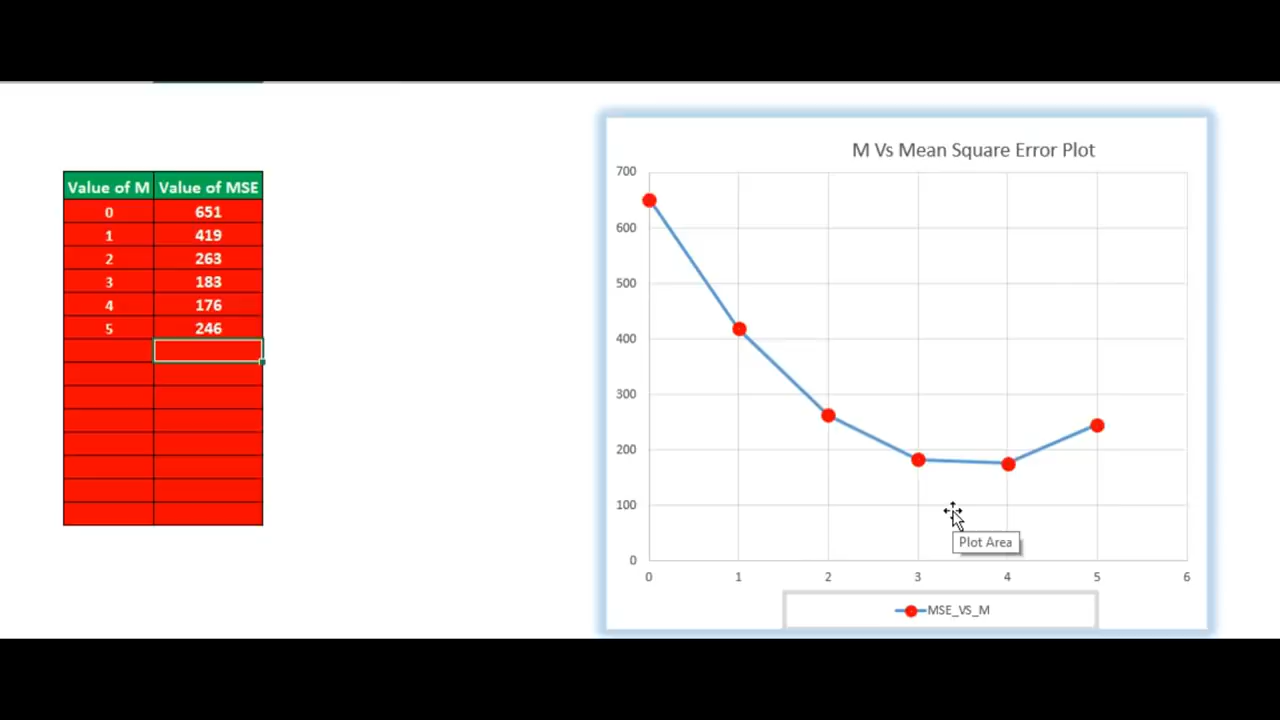 Value of M Value of MSE
0 651
1 419
2 263
3 183
4 176
5 246
M Vs Mean Square Error Plot
700
600
500
400
300
200
100
0
0 1 2 3 4 5 6
Plot Area
MSE_VS_M